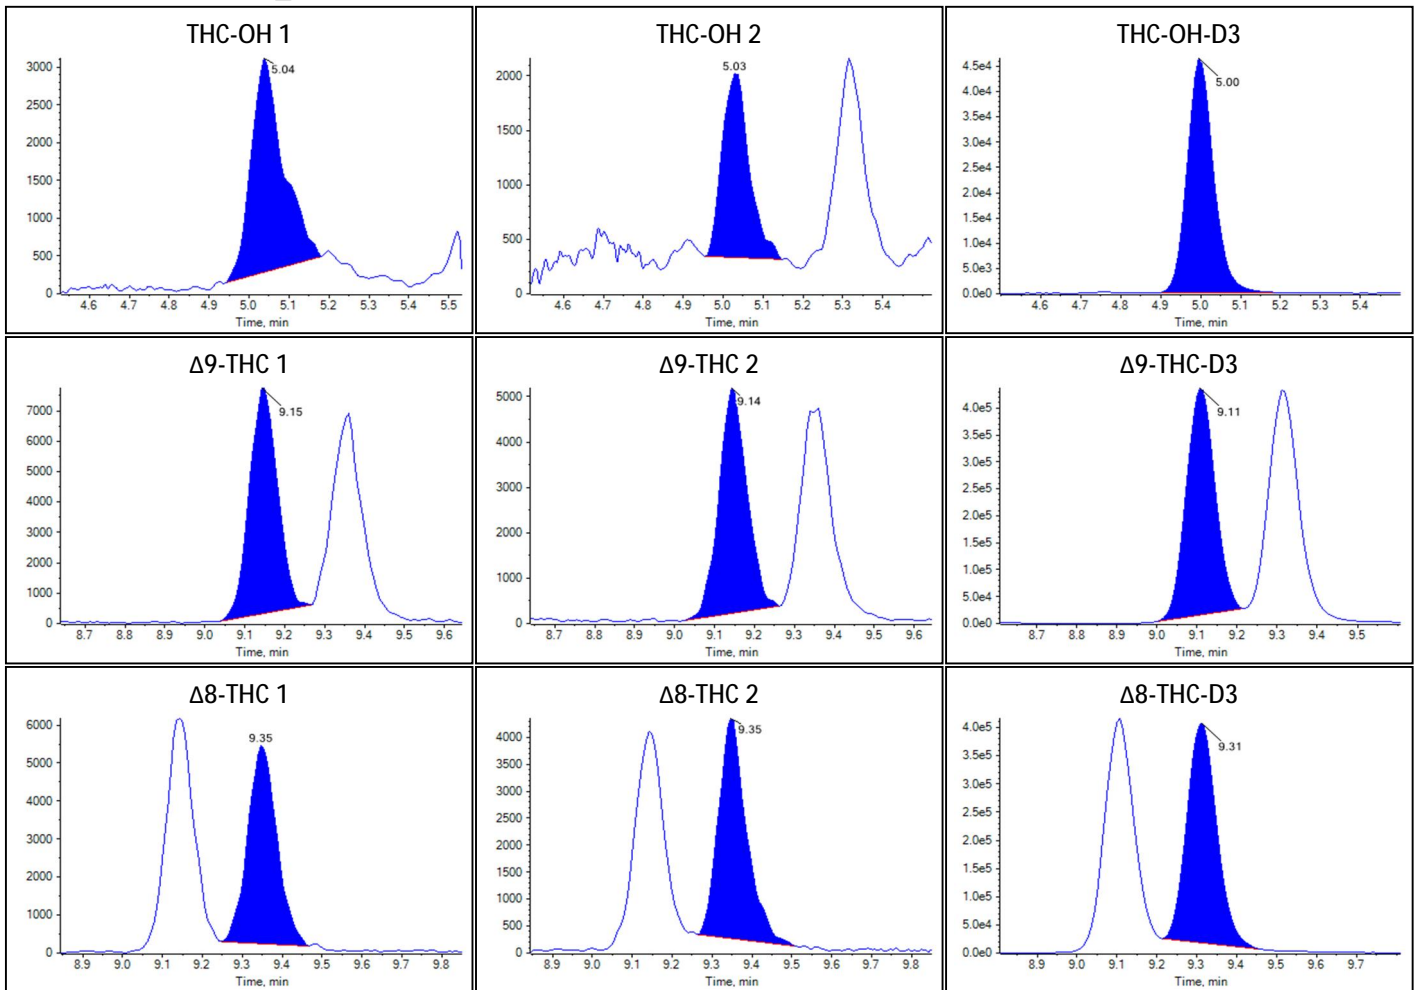 THC-OH 1
3000
2500
2000
1500
1000
500
0
5.04
4.6 4.7 4.8 4.9 5.0 5.1 5.2 5.3 5.4 5.5
Time, min
THC-OH 2
2000
1500
1000
500
0
5.03
4.6 4.7 4.8 4.9 5.0 5.1 5.2 5.3 5.4
Time, min
THC-OH-D3
4.5e4
4.0e4
3.5e4
3.0e4
2.5e4
2.0e4
1.5e4
1.0e4
5.0e3
0.0e0
5.00
4.6 4.7 4.8 4.9 5.0 5.1 5.2 5.3 5.4
Time, min
Δ9-THC 1
7000
6000
5000
4000
3000
2000
1000
0
9.15
8.7 8.8 8.9 9.0 9.1 9.2 9.3 9.4 9.5 9.6
Time, min
Δ9-THC 2
5000
4000
3000
2000
1000
0
9.14
8.7 8.8 8.9 9.0 9.1 9.2 9.3 9.4 9.5 9.6
Time, min
Δ9-THC-D3
4.0e5
3.5e5
3.0e5
2.5e5
2.0e5
1.5e5
1.0e5
5.0e4
0.0e0
9.11
8.7 8.8 8.9 9.0 9.1 9.2 9.3 9.4 9.5
Time, min
Δ8-THC 1
6000
5000
4000
3000
2000
1000
0
9.35
8.9 9.0 9.1 9.2 9.3 9.4 9.5 9.6 9.7 9.8
Time, min
Δ8-THC 2
4000
3500
3000
2500
2000
1500
1000
500
0
9.35
8.9 9.0 9.1 9.2 9.3 9.4 9.5 9.6 9.7 9.8
Time, min
Δ8-THC-D3
4.0e5
3.5e5
3.0e5
2.5e5
2.0e5
1.5e5
1.0e5
5.0e4
0.0e0
9.31
8.9 9.0 9.1 9.2 9.3 9.4 9.5 9.6 9.7
Time, min